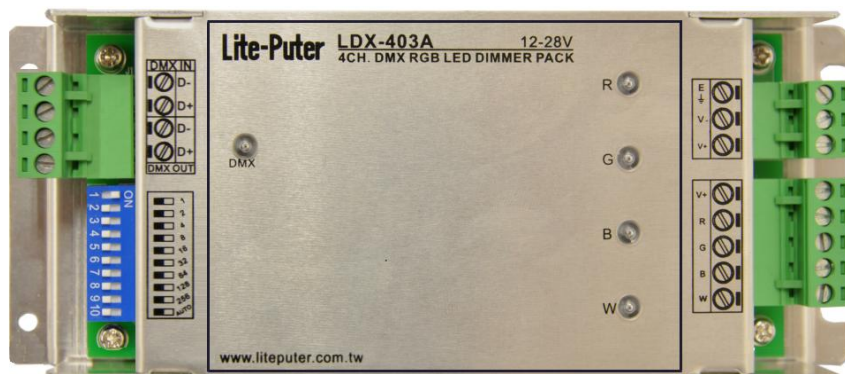 DMX IN
D-
D+
D-
D+
DMX OUT
ON
1 2 3 4 5 6 7 8 9 10
1
2
4
8
16
32
64
128
256
AUTO
Lite-Puter LDX-403A 12-28V
4CH. DMX RGB LED DIMMER PACK
DMX
R
G
B
W
www.liteputer.com.tw
E
V-
V+
V+
R
G
B
W